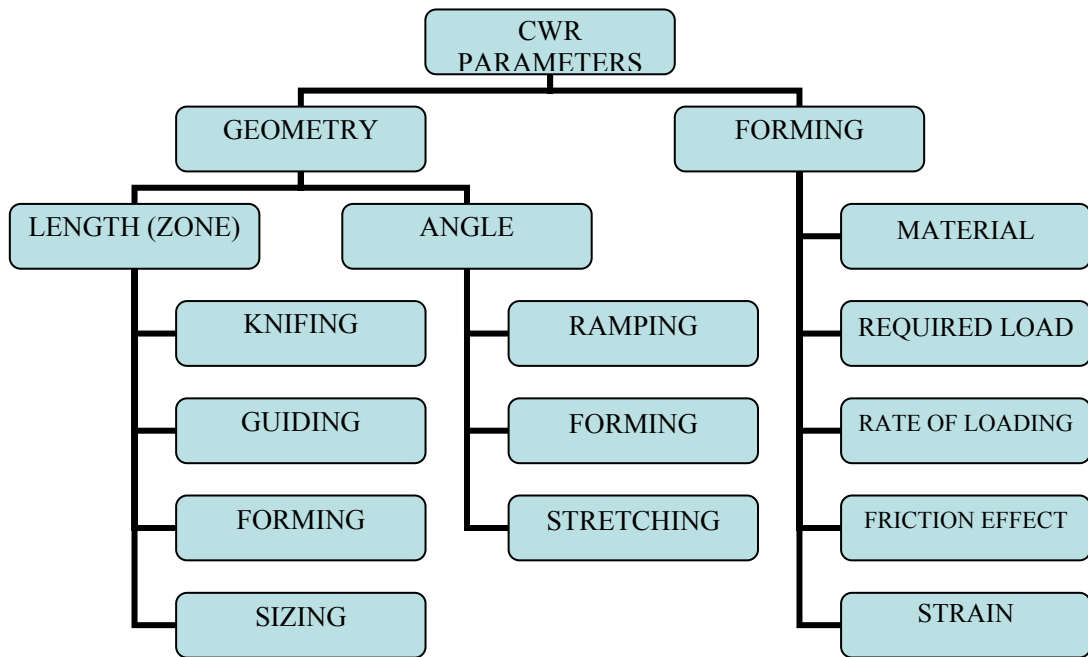 CWR
PARAMETERS
GEOMETRY
FORMING
LENGTH (ZONE)
ANGLE
MATERIAL
KNIFING
RAMPING
REQUIRED LOAD
GUIDING
FORMING
RATE OF LOADING
FORMING
STRETCHING
FRICTION EFFECT
SIZING
STRAIN